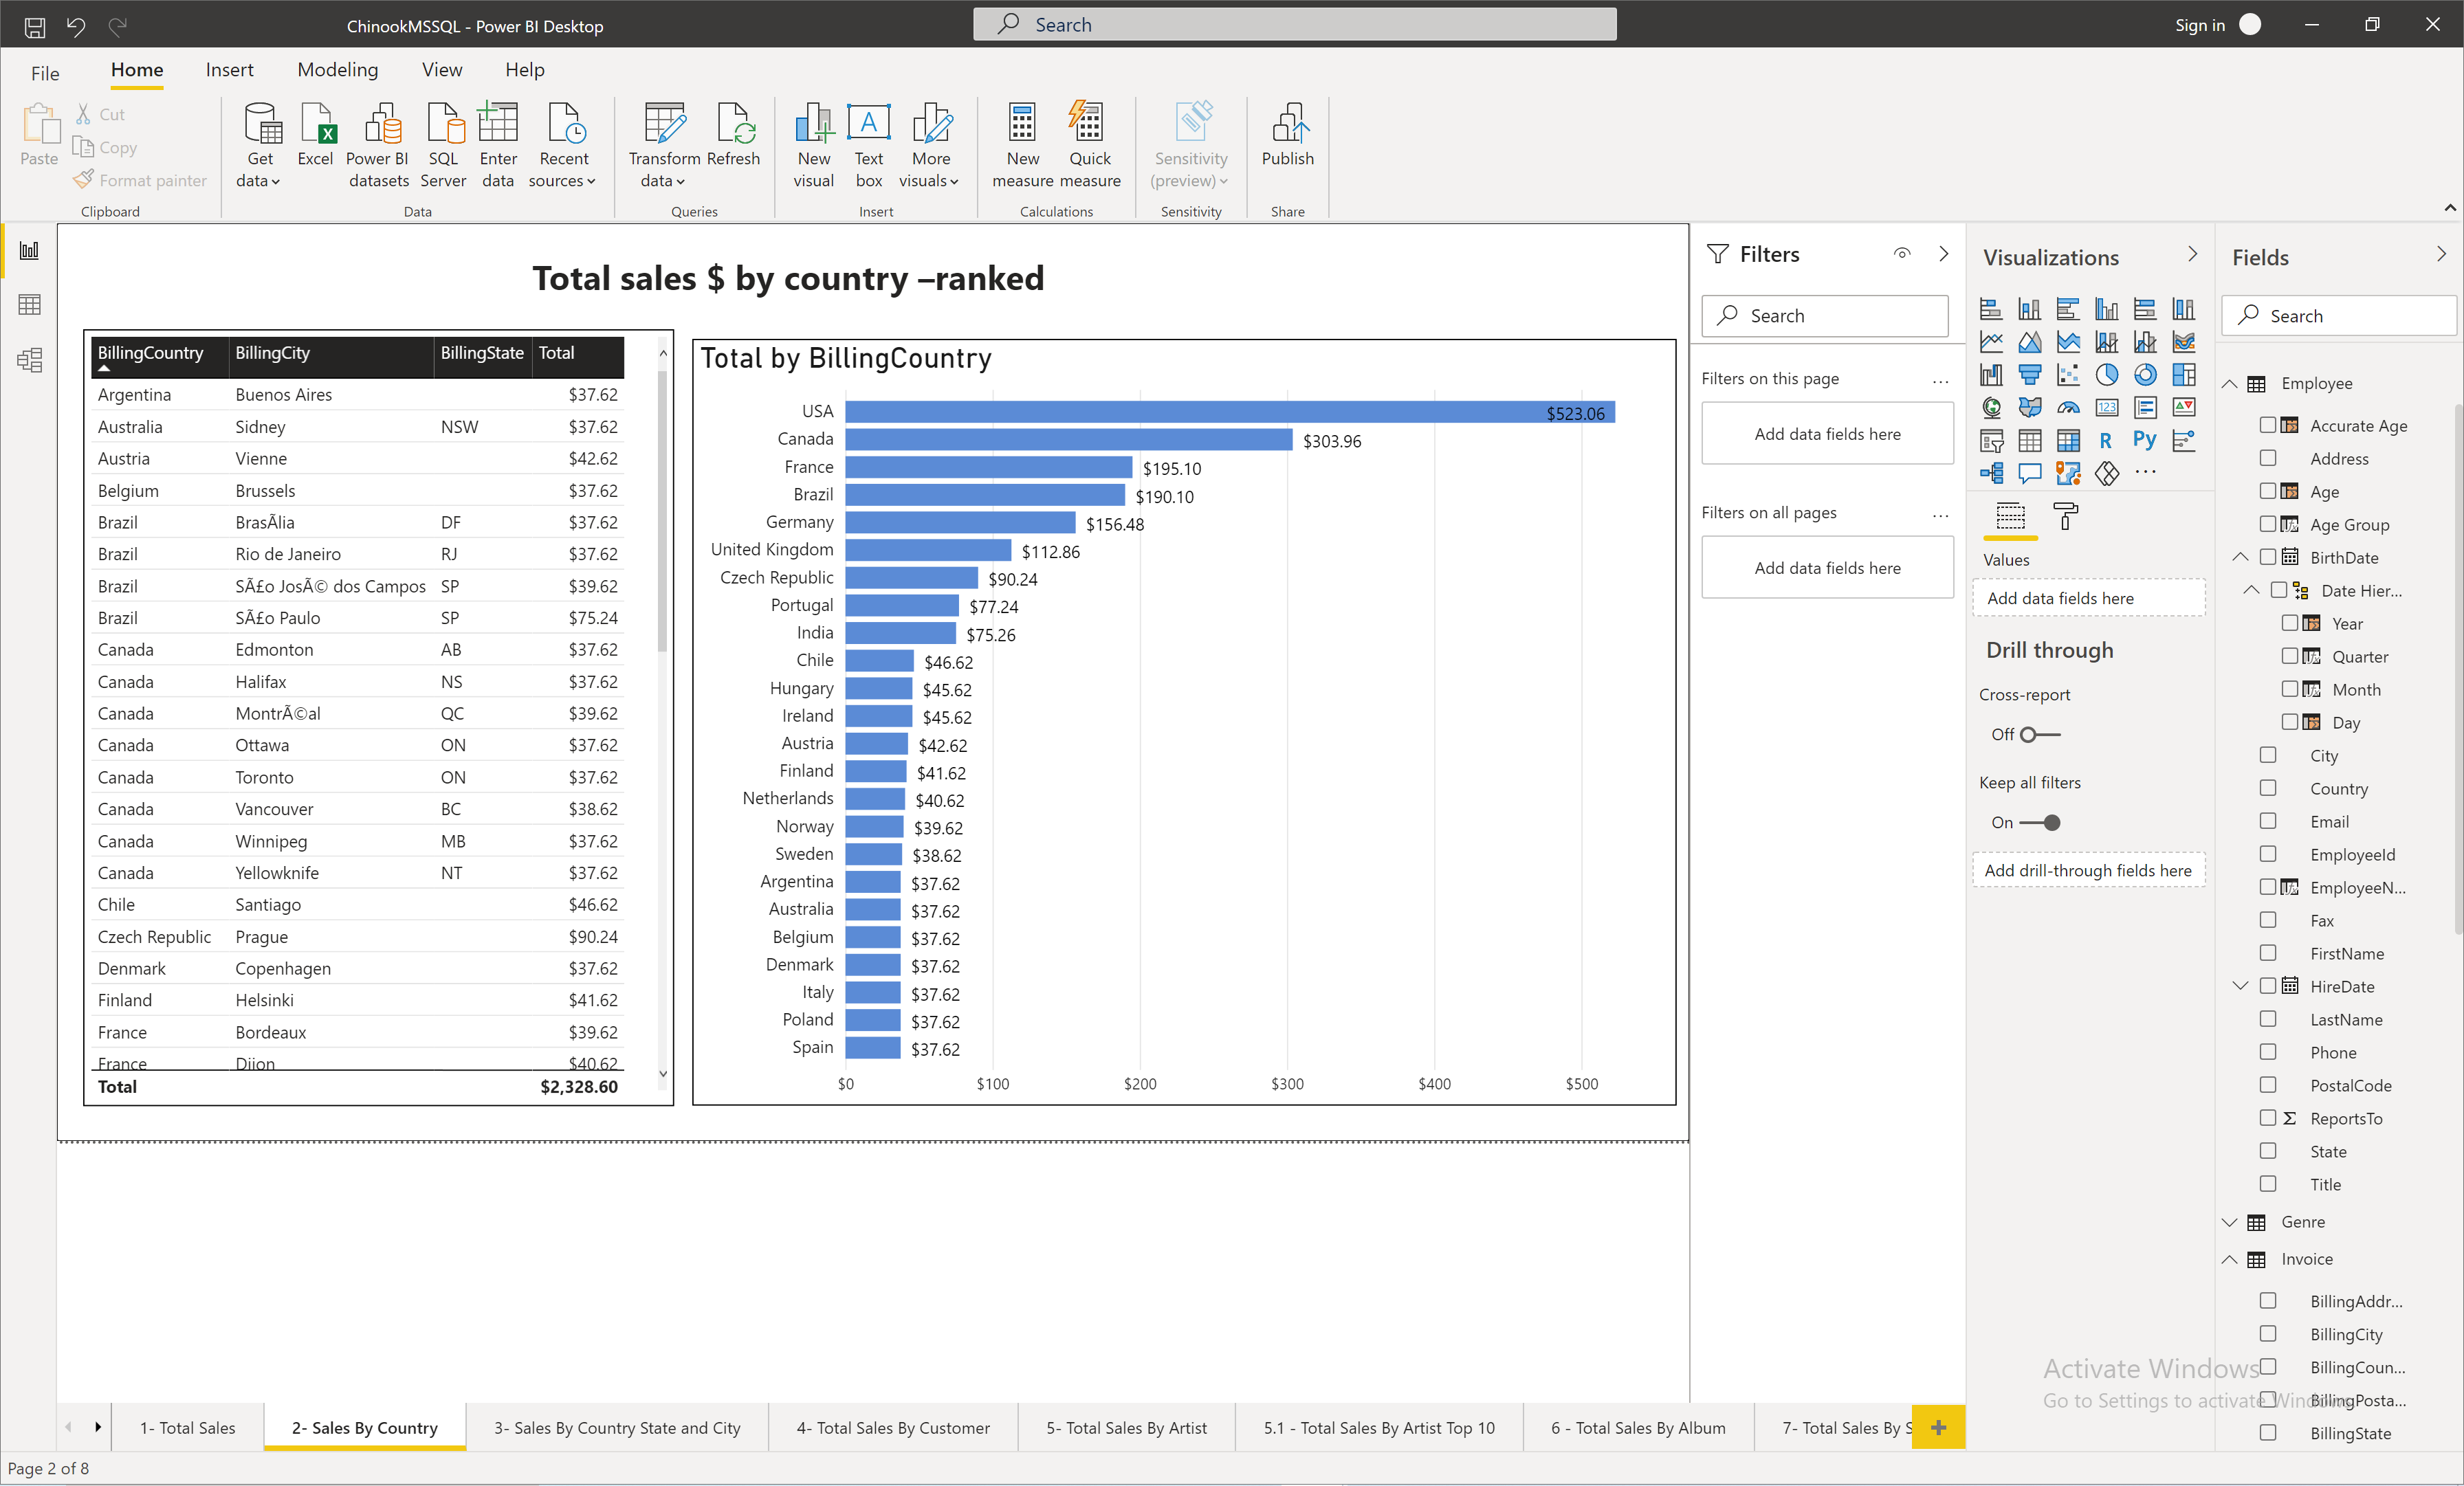 ChinookMSSQL - Power BI Desktop
Search
Sign in
File Home Insert Modeling View Help
Paste
Cut
Copy
Format painter
Clipboard
Get data
Excel
Power BI datasets
SQL Server
Enter data
Recent sources
Data
Transform data
Refresh
Queries
New visual
Text box
More visuals
Insert
New measure
Quick measure
Calculations
Sensitivity (preview)
Sensitivity
Publish
Share
Total sales $ by country –ranked
BillingCountry BillingCity BillingState Total
Argentina Buenos Aires $37.62
Australia Sidney NSW $37.62
Austria Vienne $42.62
Belgium Brussels $37.62
Brazil BrasÃlia DF $37.62
Brazil Rio de Janeiro RJ $37.62
Brazil SÃ£o JosÃ© dos Campos SP $39.62
Brazil SÃ£o Paulo SP $75.24
Canada Edmonton AB $37.62
Canada Halifax NS $37.62
Canada MontrÃ©al QC $39.62
Canada Ottawa ON $37.62
Canada Toronto ON $37.62
Canada Vancouver BC $38.62
Canada Winnipeg MB $37.62
Canada Yellowknife NT $37.62
Chile Santiago $46.62
Czech Republic Prague $90.24
Denmark Copenhagen $37.62
Finland Helsinki $41.62
France Bordeaux $39.62
France Dijon $40.62
Total $2,328.60
Total by BillingCountry
USA $523.06
Canada $303.96
France $195.10
Brazil $190.10
Germany $156.48
United Kingdom $112.86
Czech Republic $90.24
Portugal $77.24
India $75.26
Chile $46.62
Hungary $45.62
Ireland $45.62
Austria $42.62
Finland $41.62
Netherlands $40.62
Norway $39.62
Sweden $38.62
Argentina $37.62
Australia $37.62
Belgium $37.62
Denmark $37.62
Italy $37.62
Poland $37.62
Spain $37.62
$0 $100 $200 $300 $400 $500
Filters
Search
Filters on this page ...
Add data fields here
Filters on all pages ...
Add data fields here
Visualizations
123
R
Py
...
Values
Add data fields here
Drill through
Cross-report
Off
Keep all filters
On
Add drill-through fields here
Fields
Search
Employee
Accurate Age
Address
Age
Age Group
BirthDate
Date Hier...
Year
Quarter
Month
Day
City
Country
Email
EmployeeId
EmployeeN...
Fax
FirstName
HireDate
LastName
Phone
PostalCode
Σ ReportsTo
State
Title
Genre
Invoice
BillingAddr...
BillingCity
BillingCoun...
BillingPosta...
BillingState
Activate Windows
Go to Settings to activate Windows.
1- Total Sales
2- Sales By Country
3- Sales By Country State and City
4- Total Sales By Customer
5- Total Sales By Artist
5.1 - Total Sales By Artist Top 10
6 - Total Sales By Album
7- Total Sales By S
Page 2 of 8